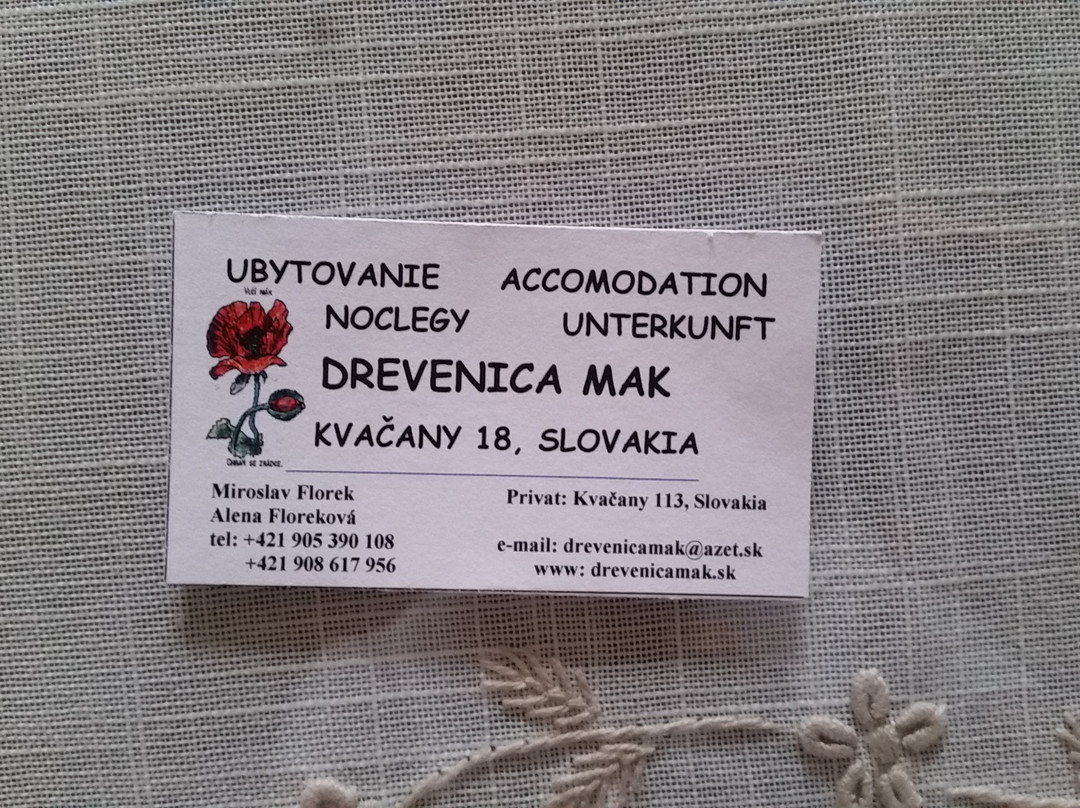 UBYTOVANIE ACCOMODATION
NOCLEGY UNTERKUNFT
DREVENICA MAK
KVAČANY 18, SLOVAKIA
Miroslav Florek
Alena Floreková
tel: +421 905 390 108
+421 908 617 956
Privat: Kvačany 113, Slovakia
e-mail: drevenicamak@azet.sk
www: drevenicamak.sk